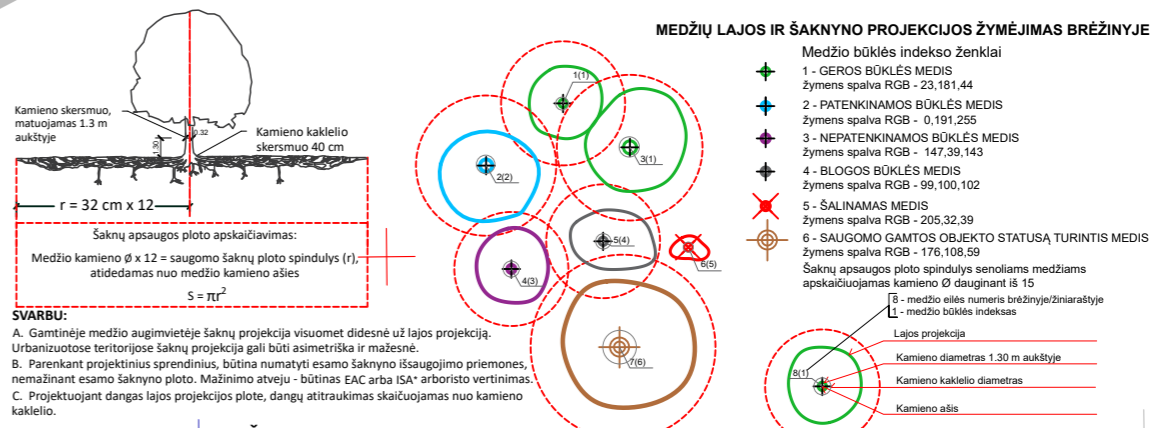 Kamieno skersmuo,
matuojamas 1.3 m
aukštyje
0.32
1.30
Kamieno kaklelio
skersmuo 40 cm
r = 32 cm x 12
Šaknų apsaugos ploto apskaičiavimas:
Medžio kamieno Ø x 12 = saugomo šaknų ploto spindulys (r),
atidedamas nuo medžio kamieno ašies
S = πr²
SVARBU:
A. Gamtinėje medžio augimvietėje šaknų projekcija visuomet didesnė už lajos projekciją.
Urbanizuotose teritorijose šaknų projekcija gali būti asimetriška ir mažesnė.
B. Parenkant projektinius sprendinius, būtina numatyti esamo šaknyno išsaugojimo priemones,
nemažinant esamo šaknyno ploto. Mažinimo atveju - būtinas EAC arba ISA* arboristo vertinimas.
C. Projektuojant dangas lajos projekcijos plote, dangų atitraukimas skaičiuojamas nuo kamieno
kaklelio.
1(1)
3(1)
2(2)
5(4)
6(5)
4(3)
7(6)
MEDŽIŲ LAJOS IR ŠAKNYNO PROJEKCIJOS ŽYMĖJIMAS BRĖŽINYJE
Medžio būklės indekso ženklai
1 - GEROS BŪKLĖS MEDIS
žymens spalva RGB - 23,181,44
2 - PATENKINAMOS BŪKLĖS MEDIS
žymens spalva RGB - 0,191,255
3 - NEPATENKINAMOS BŪKLĖS MEDIS
žymens spalva RGB - 147,39,143
4 - BLOGOS BŪKLĖS MEDIS
žymens spalva RGB - 99,100,102
5 - ŠALINAMAS MEDIS
žymens spalva RGB - 205,32,39
6 - SAUGOMO GAMTOS OBJEKTO STATUSĄ TURINTIS MEDIS
žymens spalva RGB - 176,108,59
Šaknų apsaugos ploto spindulys senoliams medžiams
apskaičiuojamas kamieno Ø dauginant iš 15
8 - medžio eilės numeris brėžinyje/žiniaraštyje
1 - medžio būklės indeksas
Lajos projekcija
Kamieno diametras 1.30 m aukštyje
8(1)
Kamieno kaklelio diametras
Kamieno ašis